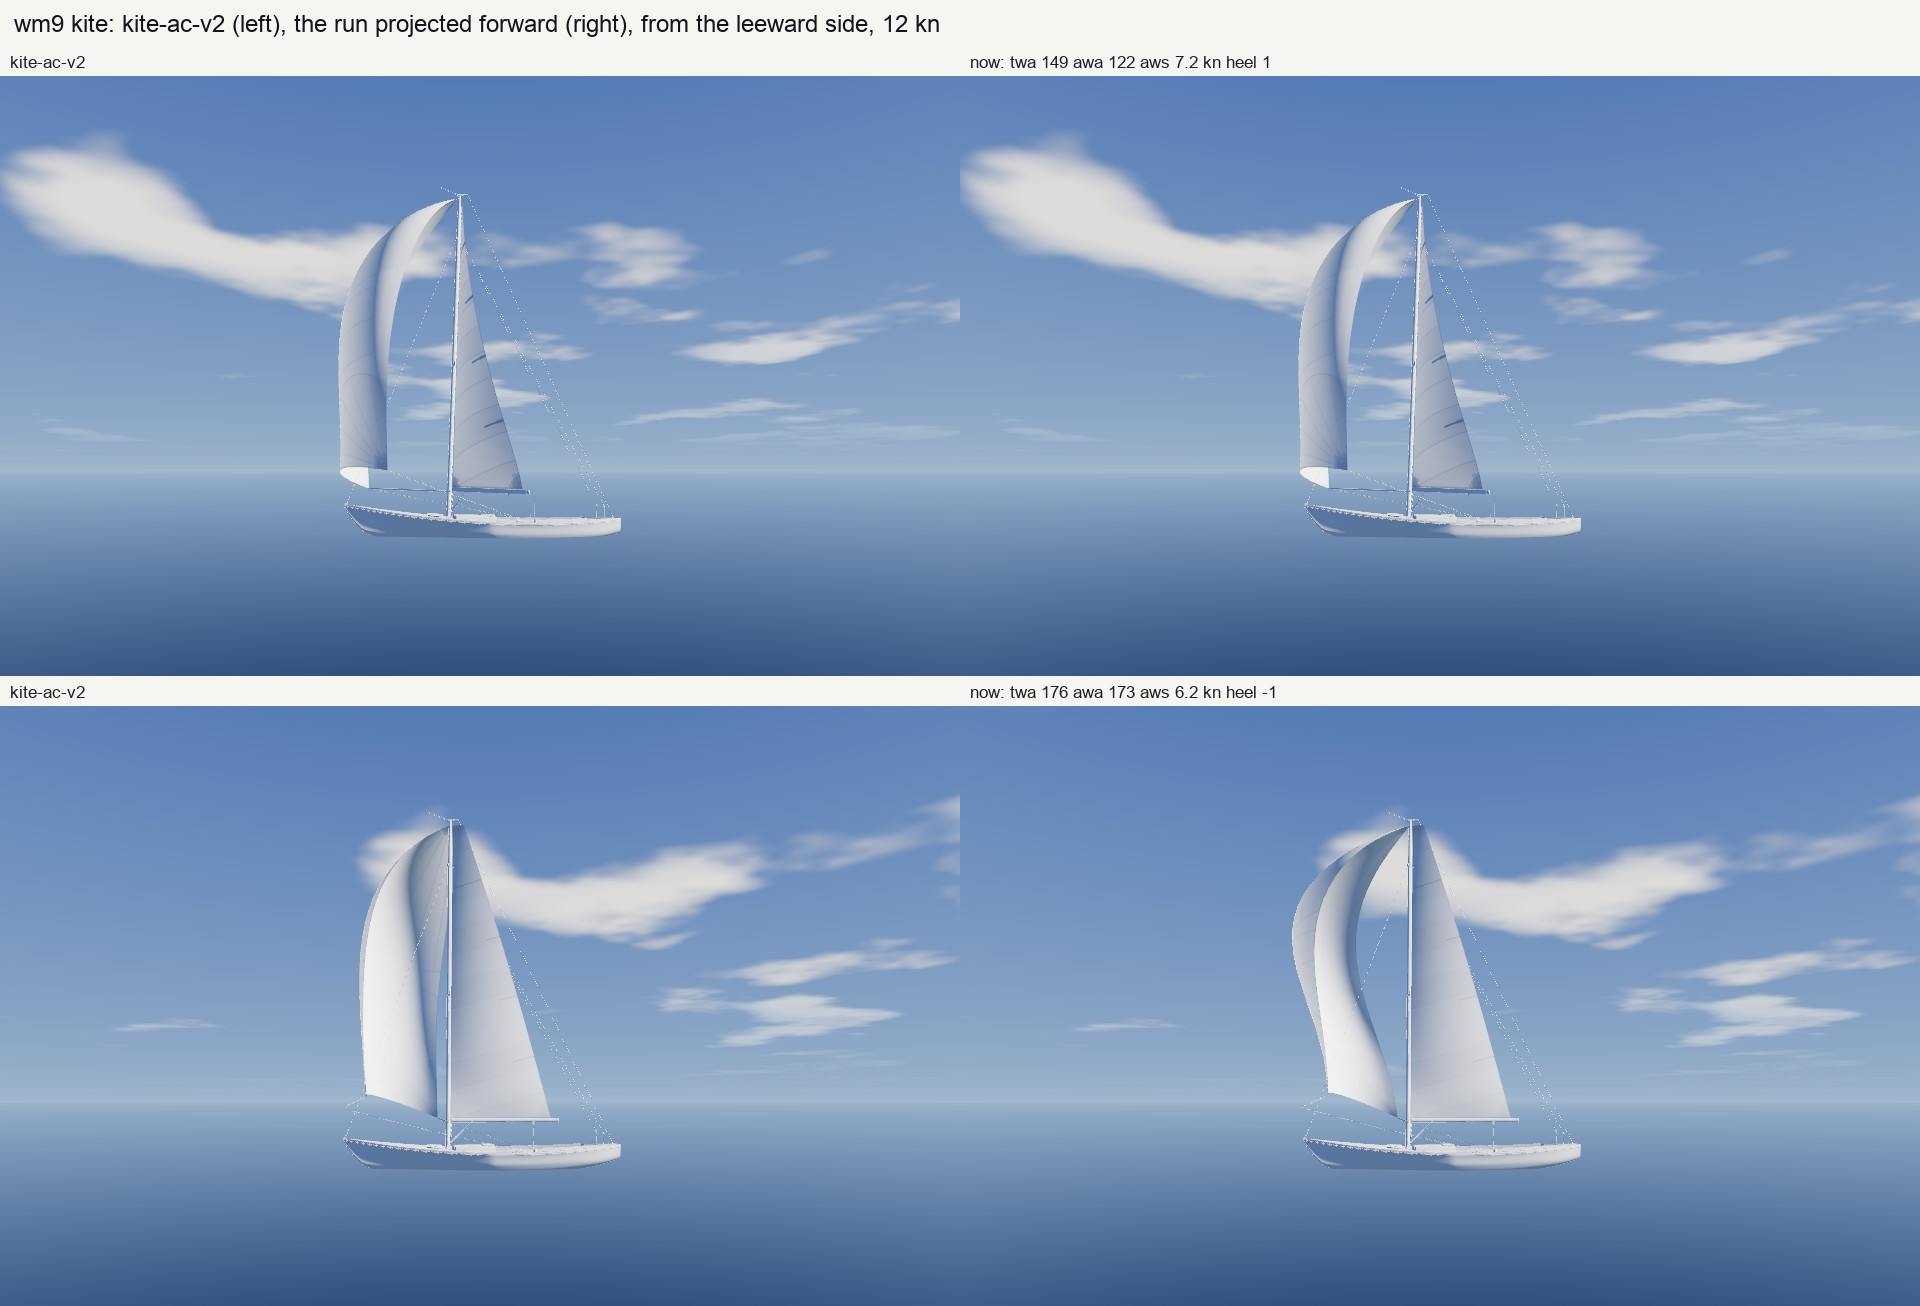 wm9 kite: kite-ac-v2 (left), the run projected forward (right), from the leeward side, 12 kn
kite-ac-v2
now: twa 149 awa 122 aws 7.2 kn heel 1
kite-ac-v2
now: twa 176 awa 173 aws 6.2 kn heel -1